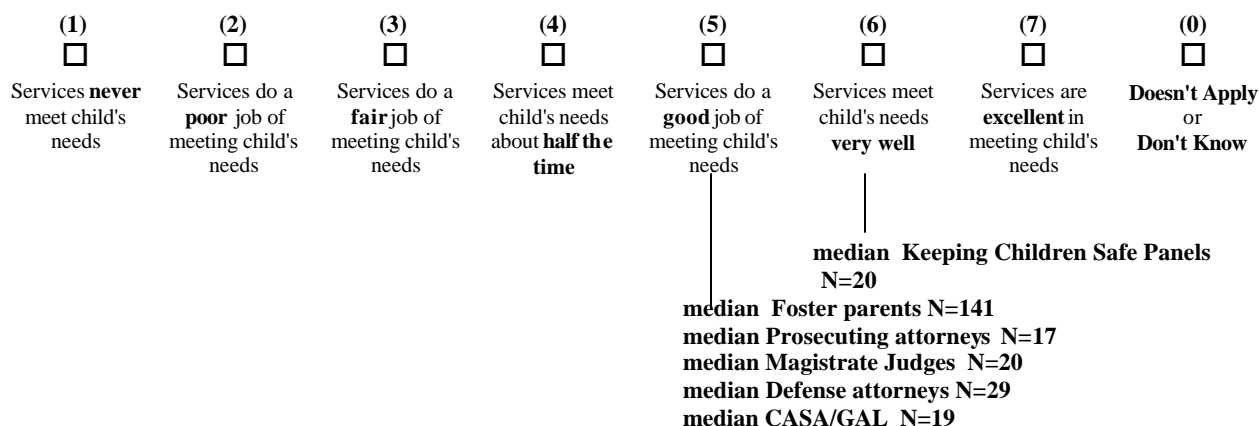 (1) (2) (3) (4) (5) (6) (7) (0)
Services never Services do a Services do a Services meet Services do a Services meet Services are Doesn't Apply
meet child's poor job of fair job of child's needs good job of child's needs excellent in or
needs meeting child's meeting child's about half the meeting child's very well meeting child's Don't Know
needs needs time needs needs
median Keeping Children Safe Panels
N=20
median Foster parents N=141
median Prosecuting attorneys N=17
median Magistrate Judges N=20
median Defense attorneys N=29
median CASA/GAL N=19